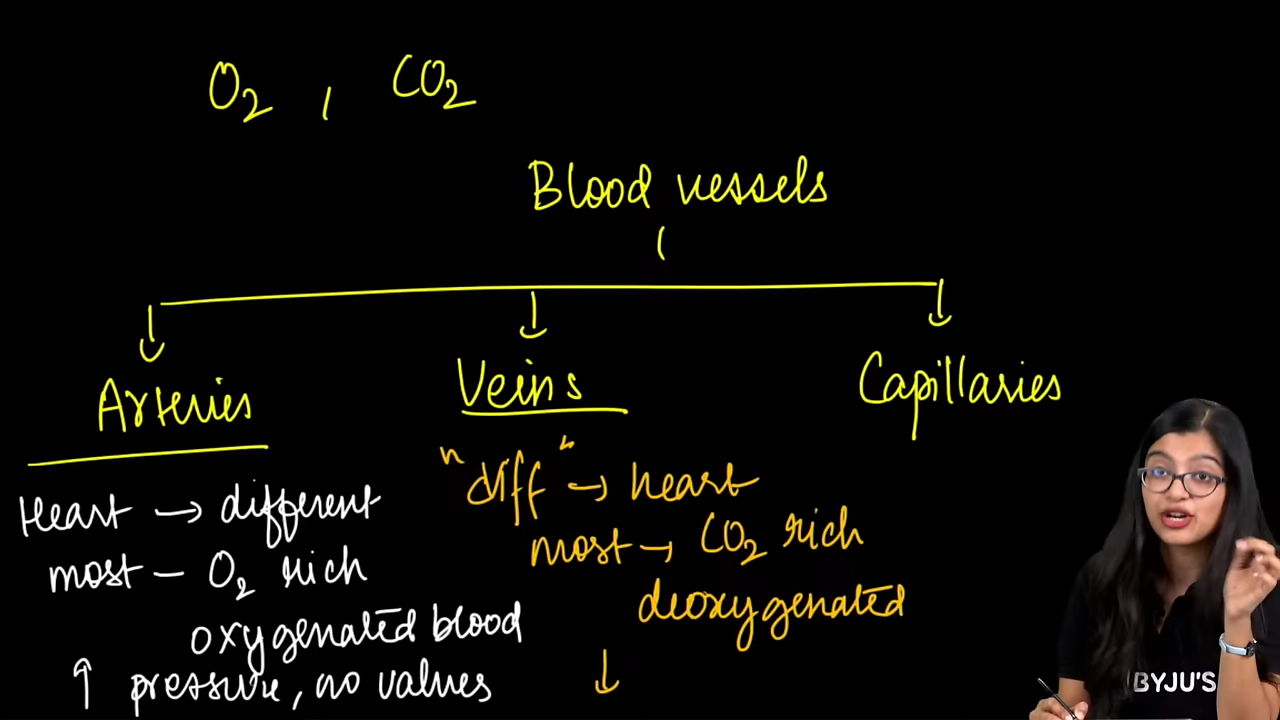 O2 , CO2
Blood vessels
Arteries Veins Capillaries
Heart → different
most – O2 rich
oxygenated blood
↑ pressure, no values
"diff" → heart
most → CO2 rich
deoxygenated
↓
BYJU'S